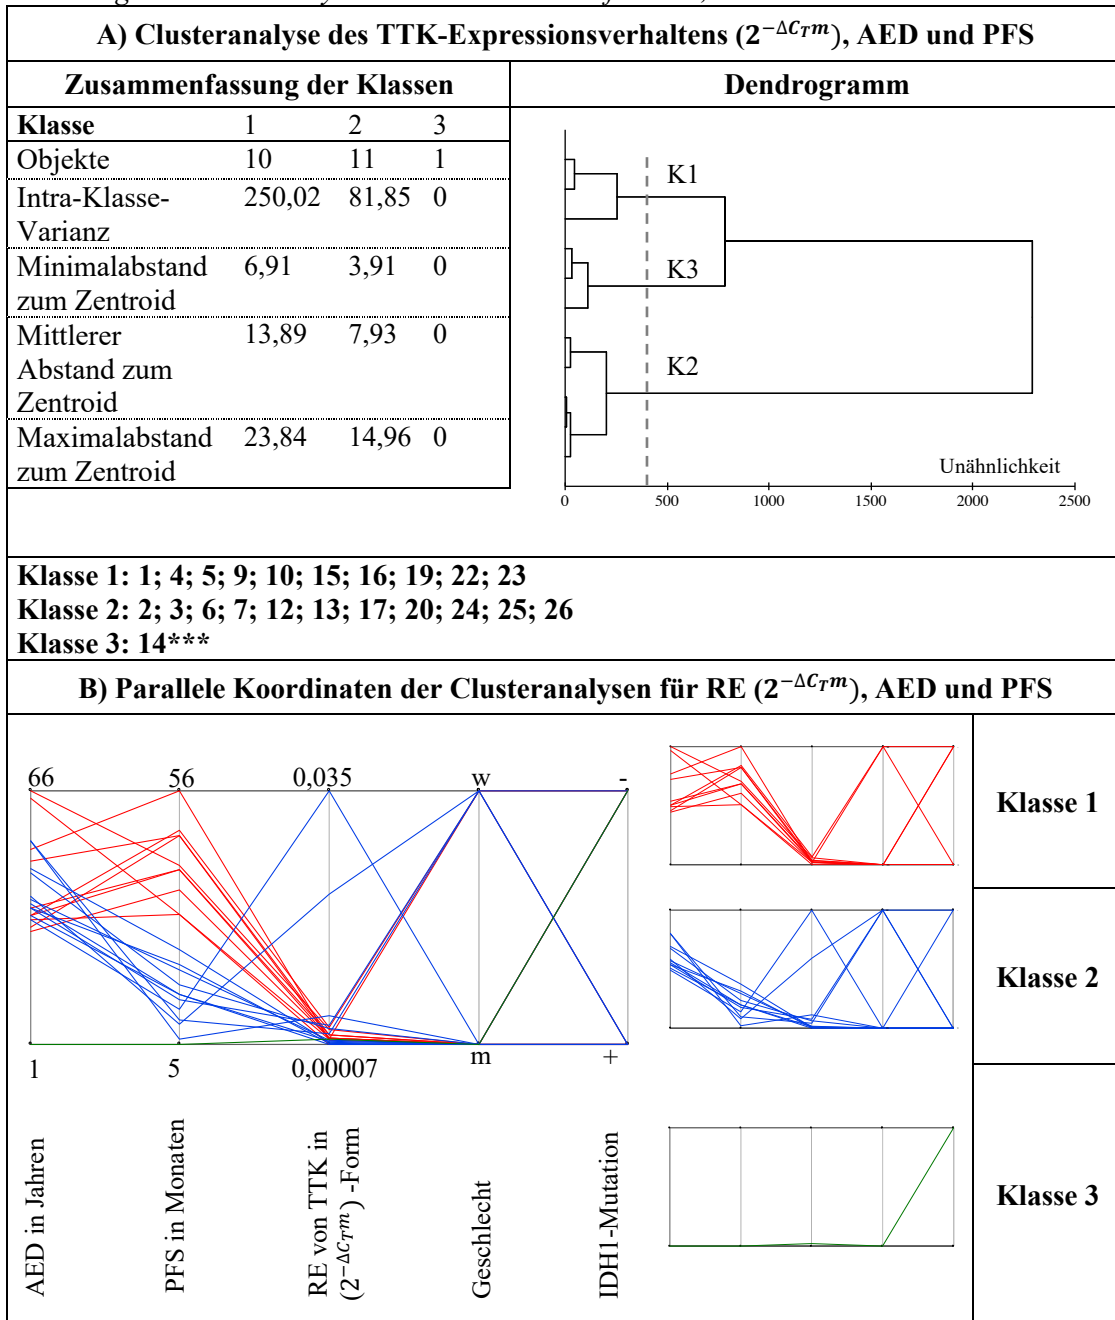 A) Clusteranalyse des TTK-Expressionsverhaltens (2^{-ΔC_T m}), AED und PFS
Zusammenfassung der Klassen
Dendrogramm
Klasse 1 2 3
Objekte 10 11 1
Intra-Klasse- 250,02 81,85 0
Varianz
Minimalabstand 6,91 3,91 0
zum Zentroid
Mittlerer 13,89 7,93 0
Abstand zum
Zentroid
Maximalabstand 23,84 14,96 0
zum Zentroid
K1
K3
K2
Unähnlichkeit
0 500 1000 1500 2000 2500
Klasse 1: 1; 4; 5; 9; 10; 15; 16; 19; 22; 23
Klasse 2: 2; 3; 6; 7; 12; 13; 17; 20; 24; 25; 26
Klasse 3: 14***
B) Parallele Koordinaten der Clusteranalysen für RE (2^{-ΔC_T m}), AED und PFS
66 56 0,035 w -
1 5 0,00007 m +
AED in Jahren
PFS in Monaten
RE von TTK in
(2^{-ΔC_T m}) -Form
Geschlecht
IDH1-Mutation
Klasse 1
Klasse 2
Klasse 3